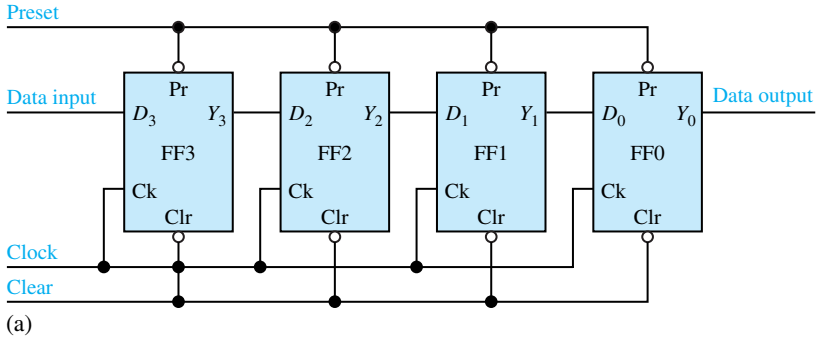 Preset
Pr Pr Pr Pr
Data input D₃ Y₃ D₂ Y₂ D₁ Y₁ D₀ Y₀ Data output
FF3 FF2 FF1 FF0
Ck Ck Ck Ck
Clr Clr Clr Clr
Clock
Clear
(a)